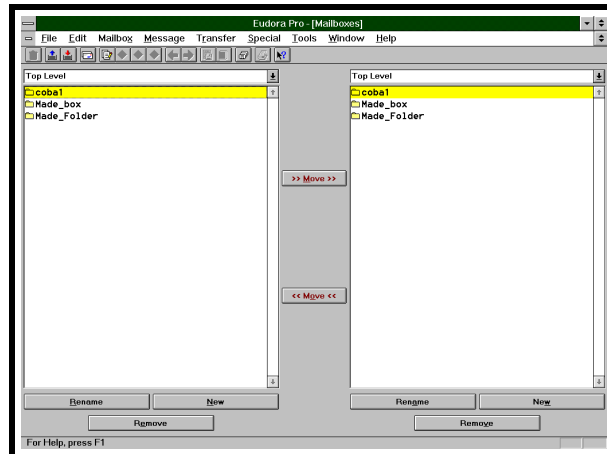 Eudora Pro - [Mailboxes]
File Edit Mailbox Message Transfer Special Tools Window Help
Top Level Top Level
coba1 coba1
Made_box Made_box
Made_Folder Made_Folder
>> Move >>
<< Move <<
Rename New Rename New
Remove Remove
For Help, press F1